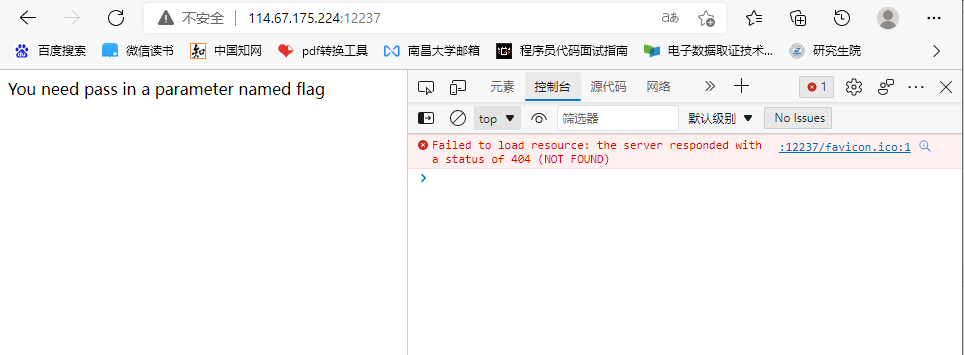 不安全 114.67.175.224:12237 aあ
百度搜索 微信读书 中国知网 pdf转换工具 南昌大学邮箱 程序员代码面试指南 电子数据取证技术... 研究生院
You need pass in a parameter named flag
元素 控制台 源代码 网络 1
top 筛选器 默认级别 No Issues
Failed to load resource: the server responded with :12237/favicon.ico:1
a status of 404 (NOT FOUND)